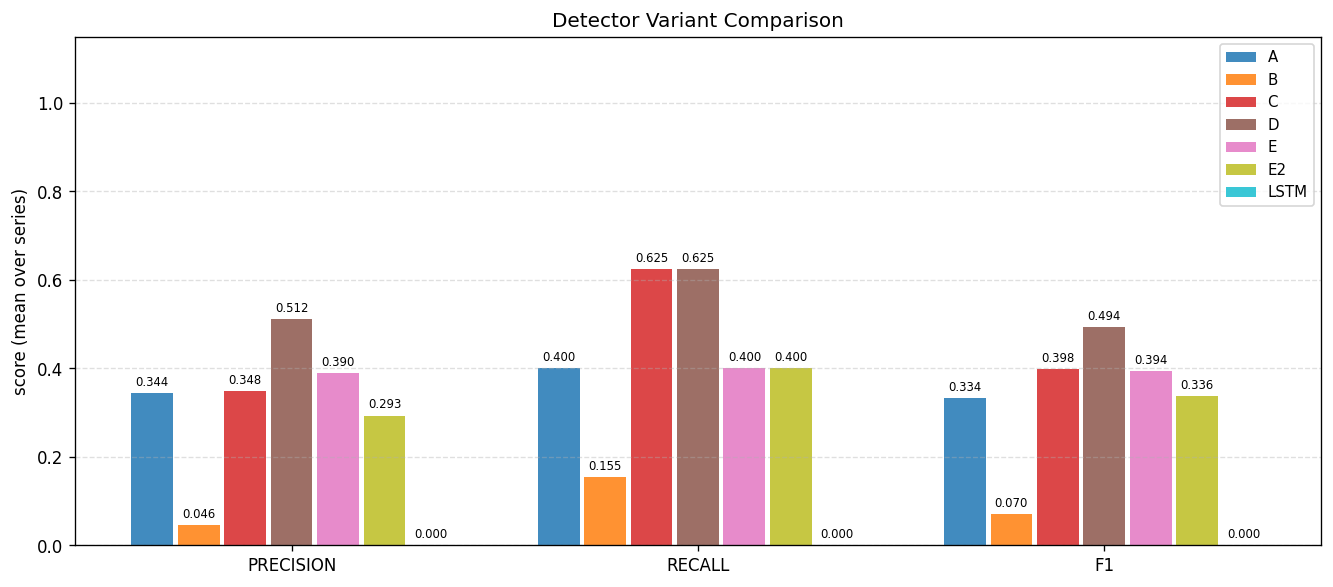 Detector Variant Comparison
score (mean over series)
1.0
0.8
0.6
0.4
0.2
0.0
A
B
C
D
E
E2
LSTM
0.344
0.046
0.348
0.512
0.390
0.293
0.000
0.400
0.155
0.625
0.625
0.400
0.400
0.000
0.334
0.070
0.398
0.494
0.394
0.336
0.000
PRECISION
RECALL
F1